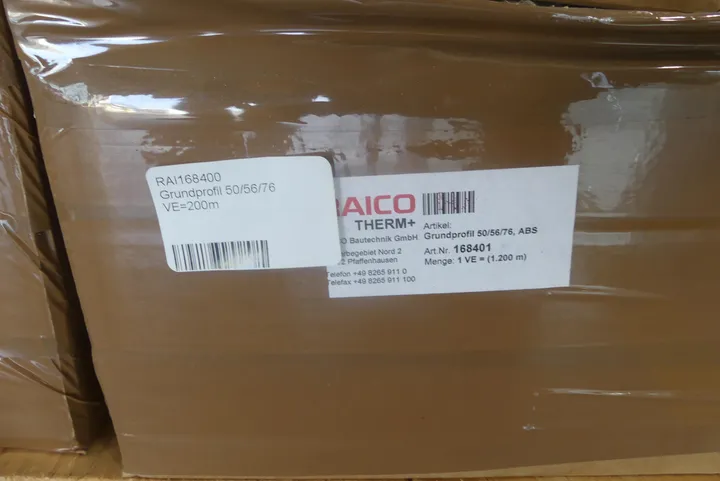 RAI168400
Grundprofil 50/56/76
VE=200m
RAICO
THERM+
Bautechnik GmbH
Nord 2
Pfaffenhausen
Telefon +49 8265 911 0
Telefax +49 8265 911 100
Artikel:
Grundprofil 50/56/76, ABS
Art.Nr. 168401
Menge: 1 VE = (1.200 m)